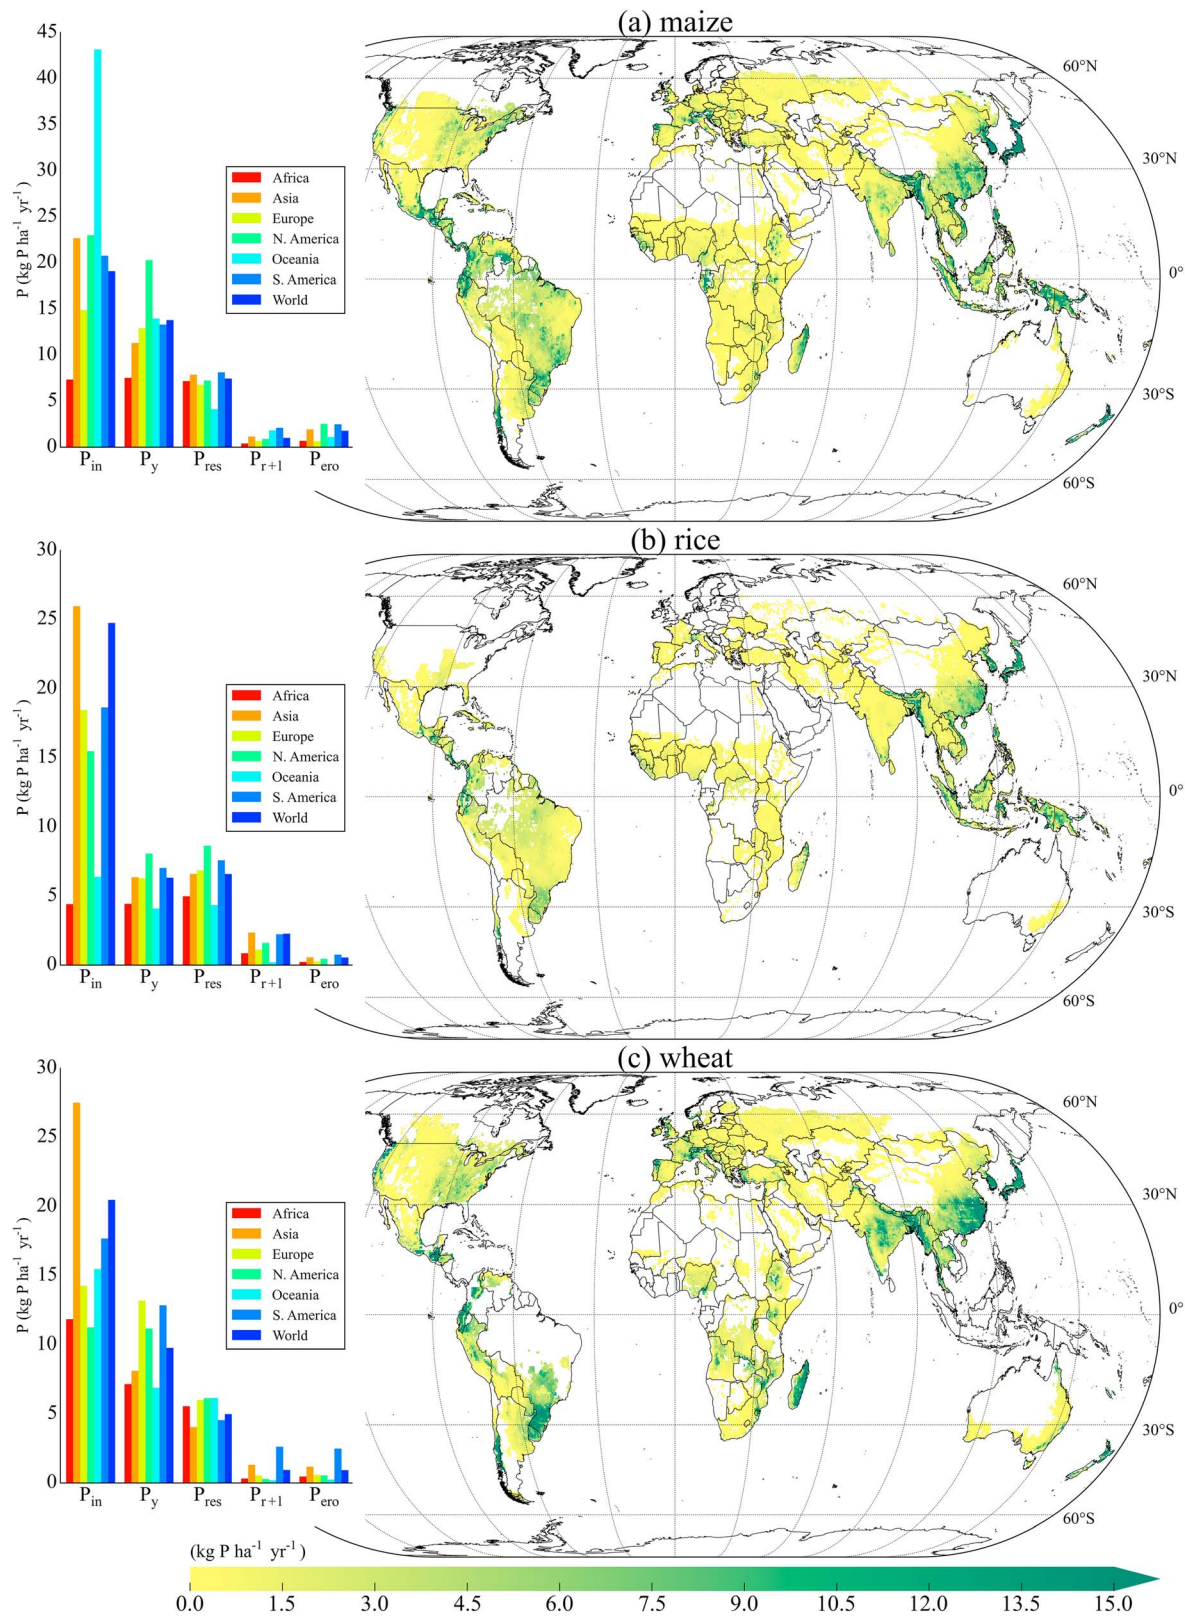 (a) maize
45
40
35
30
25
20
15
10
5
0
P (kg P ha⁻¹ yr⁻¹)
Africa
Asia
Europe
N. America
Oceania
S. America
World
P_in P_y P_res P_r+l P_ero
60°N
30°N
0°
30°S
60°S
(b) rice
30
25
20
15
10
5
0
P (kg P ha⁻¹ yr⁻¹)
Africa
Asia
Europe
N. America
Oceania
S. America
World
P_in P_y P_res P_r+l P_ero
60°N
30°N
0°
30°S
60°S
(c) wheat
30
25
20
15
10
5
0
P (kg P ha⁻¹ yr⁻¹)
Africa
Asia
Europe
N. America
Oceania
S. America
World
P_in P_y P_res P_r+l P_ero
60°N
30°N
0°
30°S
60°S
(kg P ha⁻¹ yr⁻¹)
0.0 1.5 3.0 4.5 6.0 7.5 9.0 10.5 12.0 13.5 15.0